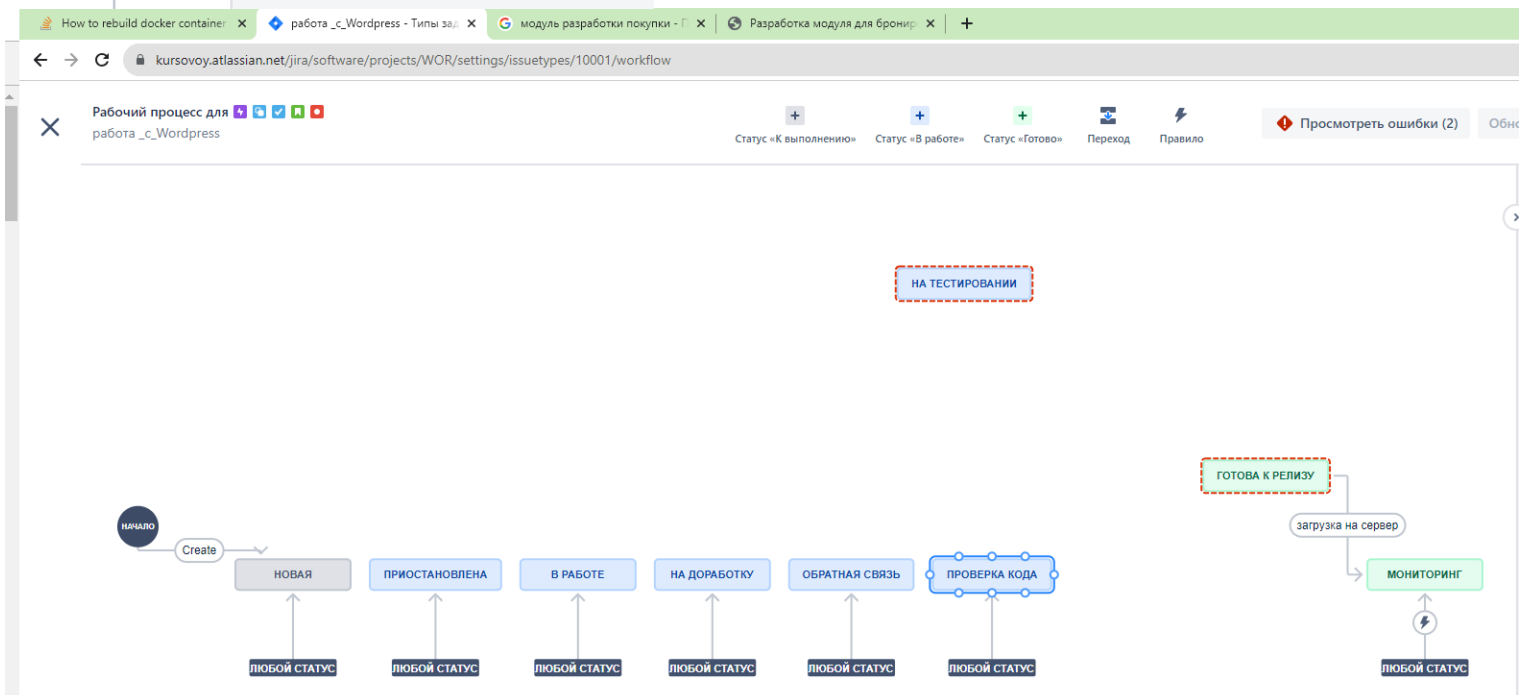 How to rebuild docker container
работа _c_Wordpress - Типы зад
модуль разработки покупки - П
Разработка модуля для брониро
kursovoy.atlassian.net/jira/software/projects/WOR/settings/issuetypes/10001/workflow
Рабочий процесс для
работа _c_Wordpress
Статус «К выполнению»
Статус «В работе»
Статус «Готово»
Переход
Правило
Просмотреть ошибки (2)
Обно
НА ТЕСТИРОВАНИИ
ГОТОВА К РЕЛИЗУ
загрузка на сервер
НАЧАЛО
Create
НОВАЯ
ПРИОСТАНОВЛЕНА
В РАБОТЕ
НА ДОРАБОТКУ
ОБРАТНАЯ СВЯЗЬ
ПРОВЕРКА КОДА
МОНИТОРИНГ
ЛЮБОЙ СТАТУС
ЛЮБОЙ СТАТУС
ЛЮБОЙ СТАТУС
ЛЮБОЙ СТАТУС
ЛЮБОЙ СТАТУС
ЛЮБОЙ СТАТУС
ЛЮБОЙ СТАТУС